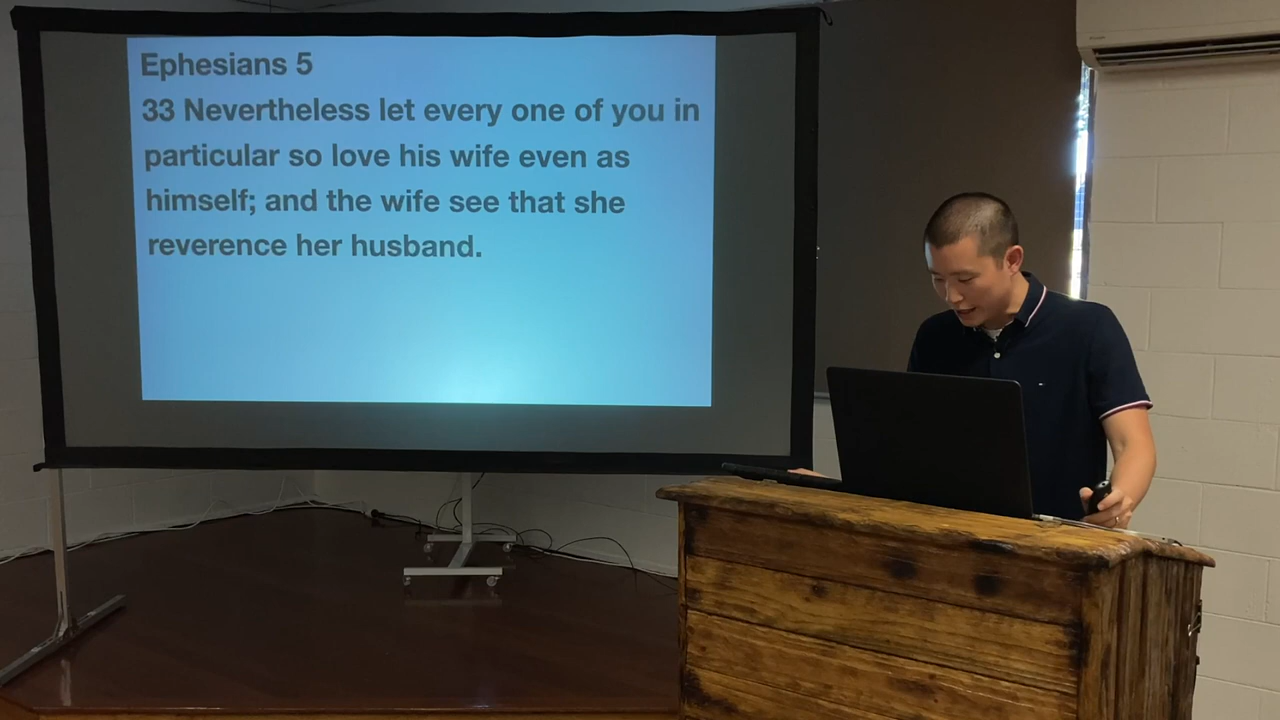 Ephesians 5
33 Nevertheless let every one of you in
particular so love his wife even as
himself; and the wife see that she
reverence her husband.